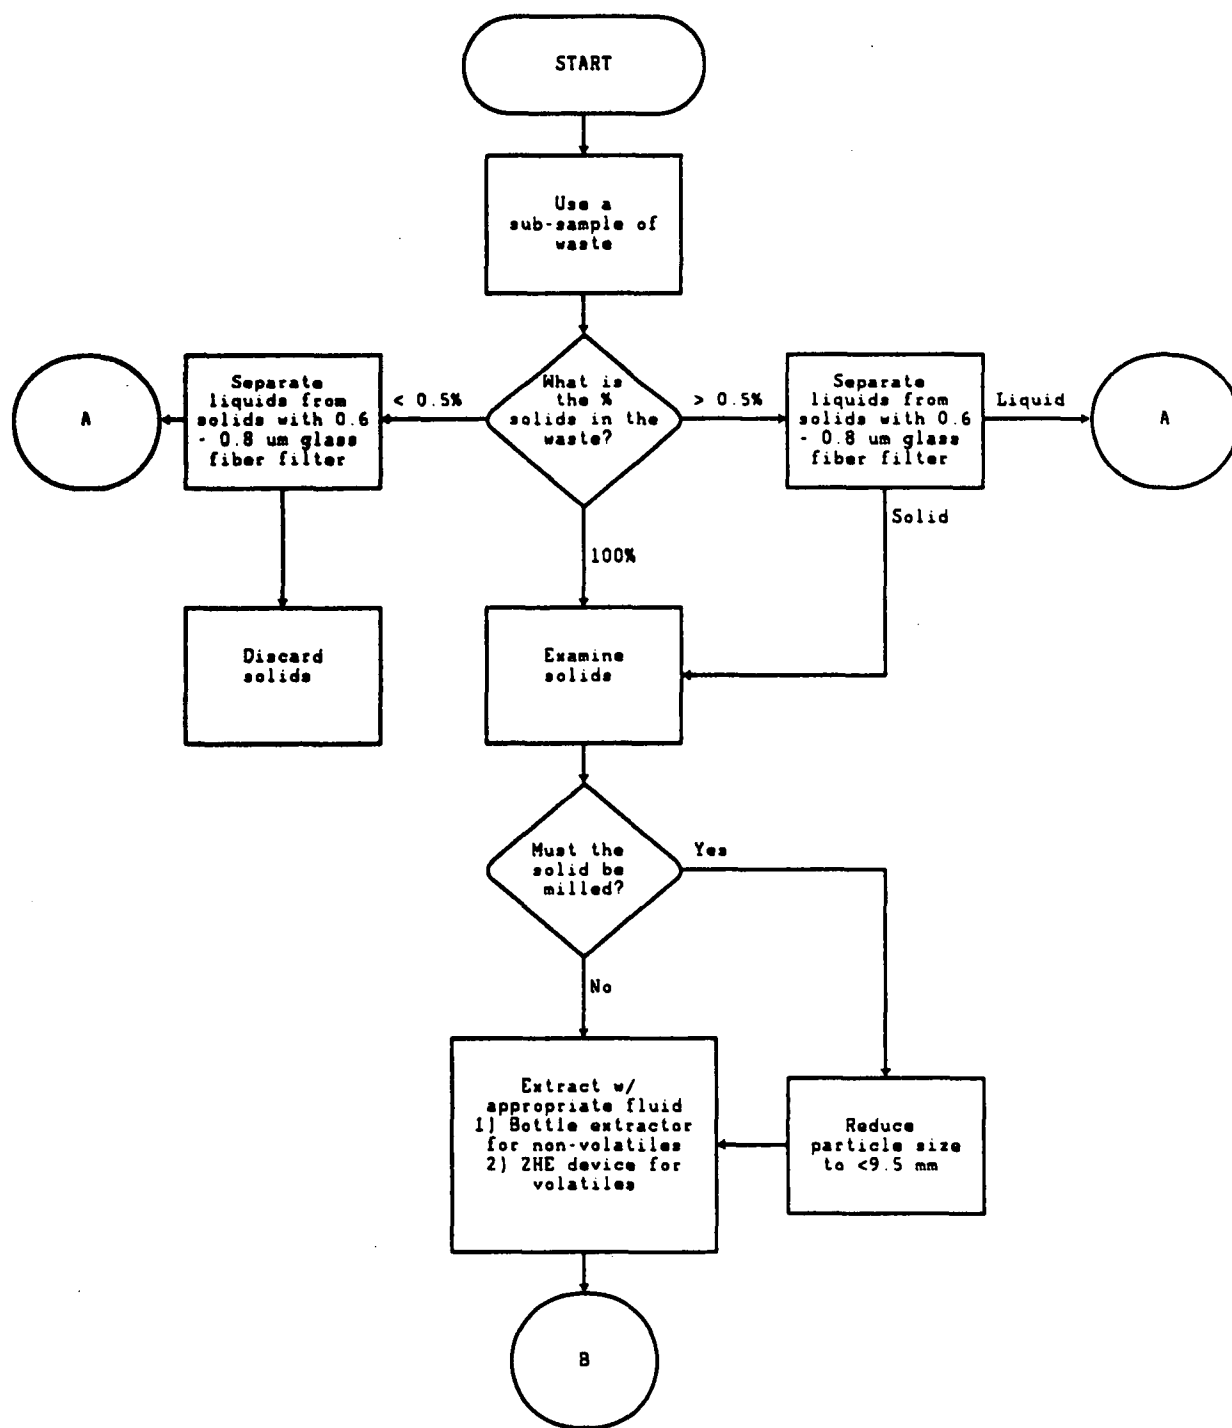 START
Use a
sub-sample of
waste
What is
the %
solids in the
waste?
< 0.5%
> 0.5%
Separate
liquids from
solids with 0.6
- 0.8 um glass
fiber filter
A
Separate
liquids from
solids with 0.6
- 0.8 um glass
fiber filter
Liquid
A
Solid
100%
Discard
solids
Examine
solids
Must the
solid be
milled?
Yes
No
Extract w/
appropriate fluid
1) Bottle extractor
for non-volatiles
2) ZHE device for
volatiles
Reduce
particle size
to <9.5 mm
B